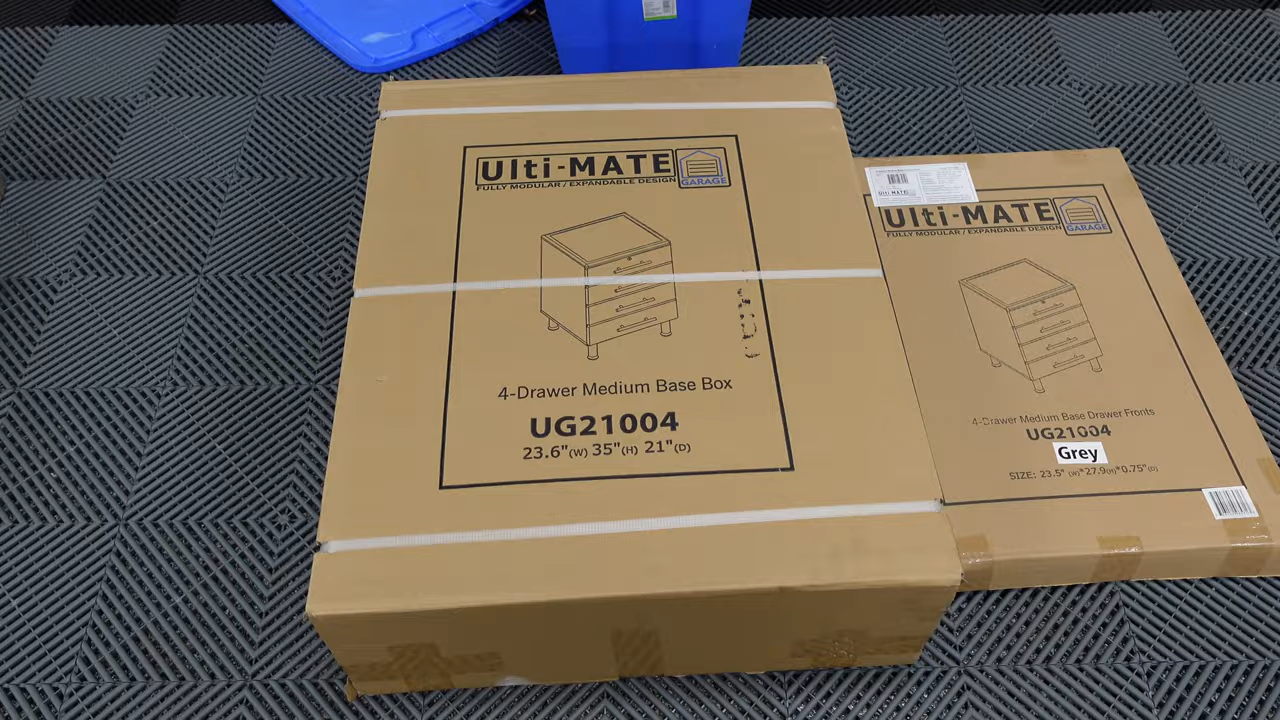 Ulti-MATE
GARAGE
FULLY MODULAR / EXPANDABLE DESIGN
4-Drawer Medium Base Box
UG21004
23.6"(W) 35"(H) 21"(D)
Ulti-MATE
Ulti-MATE
GARAGE
FULLY MODULAR / EXPANDABLE DESIGN
4-Drawer Medium Base Drawer Fronts
UG21004
Grey
SIZE: 23.5" (W)*27.9(H)*0.75"(D)